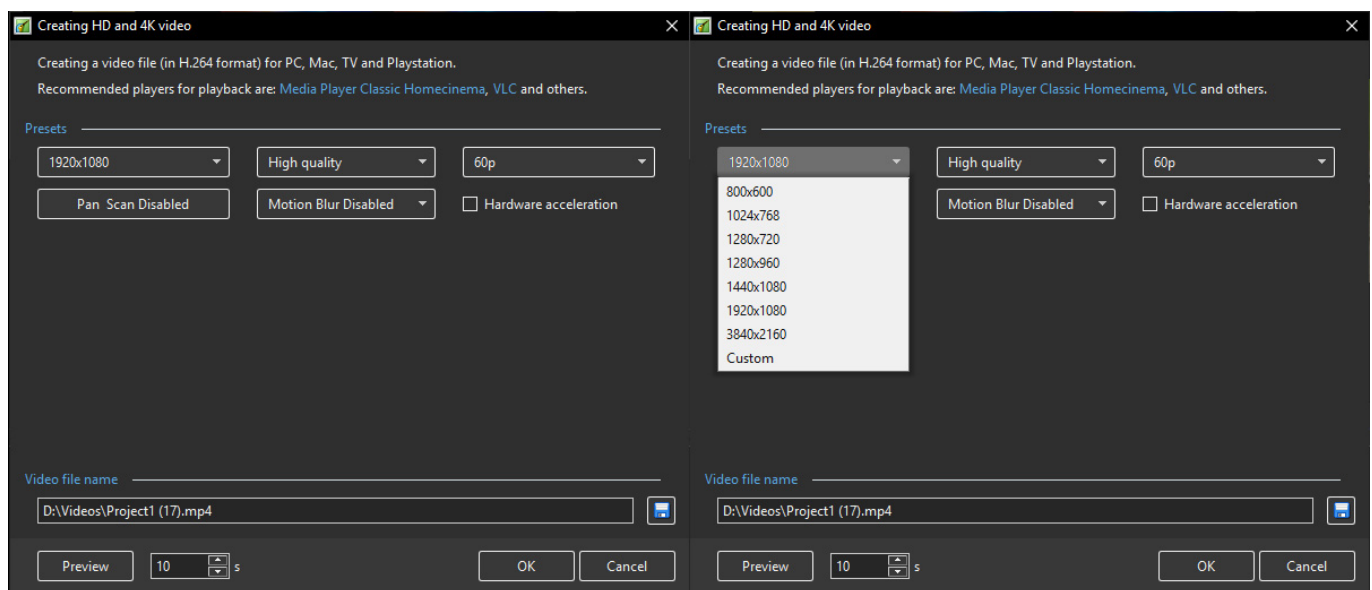 Creating HD and 4K video
Creating a video file (in H.264 format) for PC, Mac, TV and Playstation.
Recommended players for playback are: Media Player Classic Homecinema, VLC and others.
Presets
1920x1080 High quality 60p
Pan Scan Disabled Motion Blur Disabled Hardware acceleration
Video file name
D:\Videos\Project1 (17).mp4
Preview 10 s OK Cancel
Creating HD and 4K video
Creating a video file (in H.264 format) for PC, Mac, TV and Playstation.
Recommended players for playback are: Media Player Classic Homecinema, VLC and others.
Presets
1920x1080 High quality 60p
800x600
Motion Blur Disabled Hardware acceleration
1024x768
1280x720
1280x960
1440x1080
1920x1080
3840x2160
Custom
Video file name
D:\Videos\Project1 (17).mp4
Preview 10 s OK Cancel